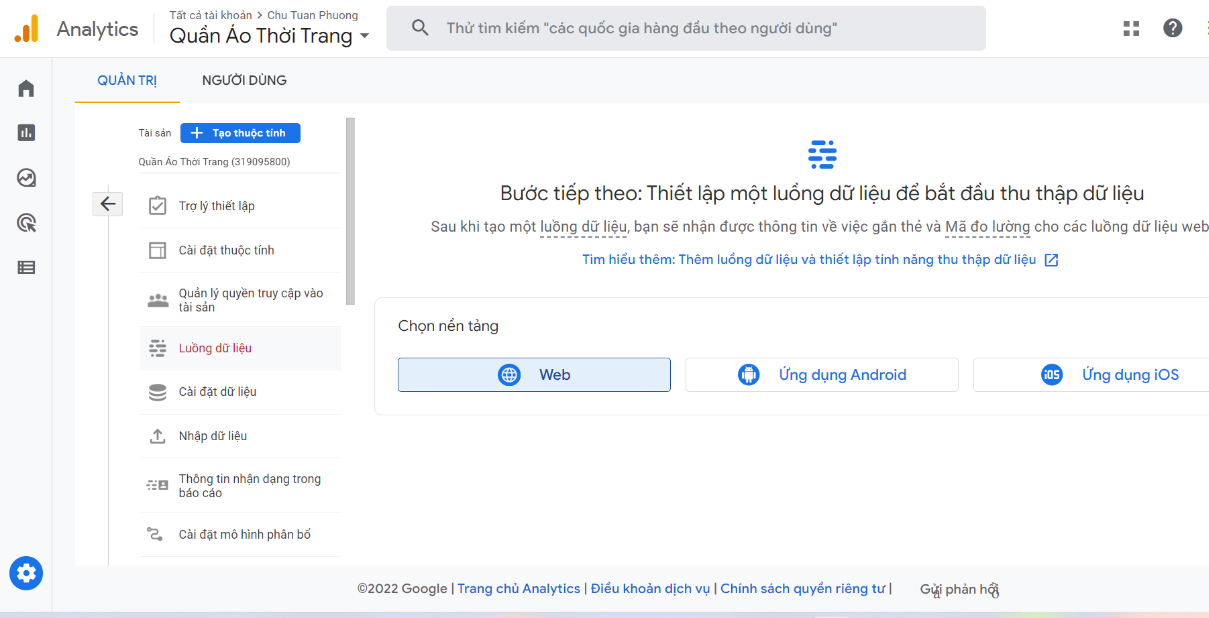 Analytics
Tất cả tài khoản > Chu Tuan Phuong
Quần Áo Thời Trang
Thử tìm kiếm "các quốc gia hàng đầu theo người dùng"
QUẢN TRỊ
NGƯỜI DÙNG
Tài sản
+ Tạo thuộc tính
Quần Áo Thời Trang (319095800)
Trợ lý thiết lập
Cài đặt thuộc tính
Quản lý quyền truy cập vào
tài sản
Luồng dữ liệu
Cài đặt dữ liệu
Nhập dữ liệu
Thông tin nhận dạng trong
báo cáo
Cài đặt mô hình phân bổ
Bước tiếp theo: Thiết lập một luồng dữ liệu để bắt đầu thu thập dữ liệu
Sau khi tạo một luồng dữ liệu, bạn sẽ nhận được thông tin về việc gắn thẻ và Mã đo lường cho các luồng dữ liệu web
Tìm hiểu thêm: Thêm luồng dữ liệu và thiết lập tính năng thu thập dữ liệu
Chọn nền tảng
Web
Ứng dụng Android
iOS
Ứng dụng iOS
©2022 Google | Trang chủ Analytics | Điều khoản dịch vụ | Chính sách quyền riêng tư |
Gửi phản hồi